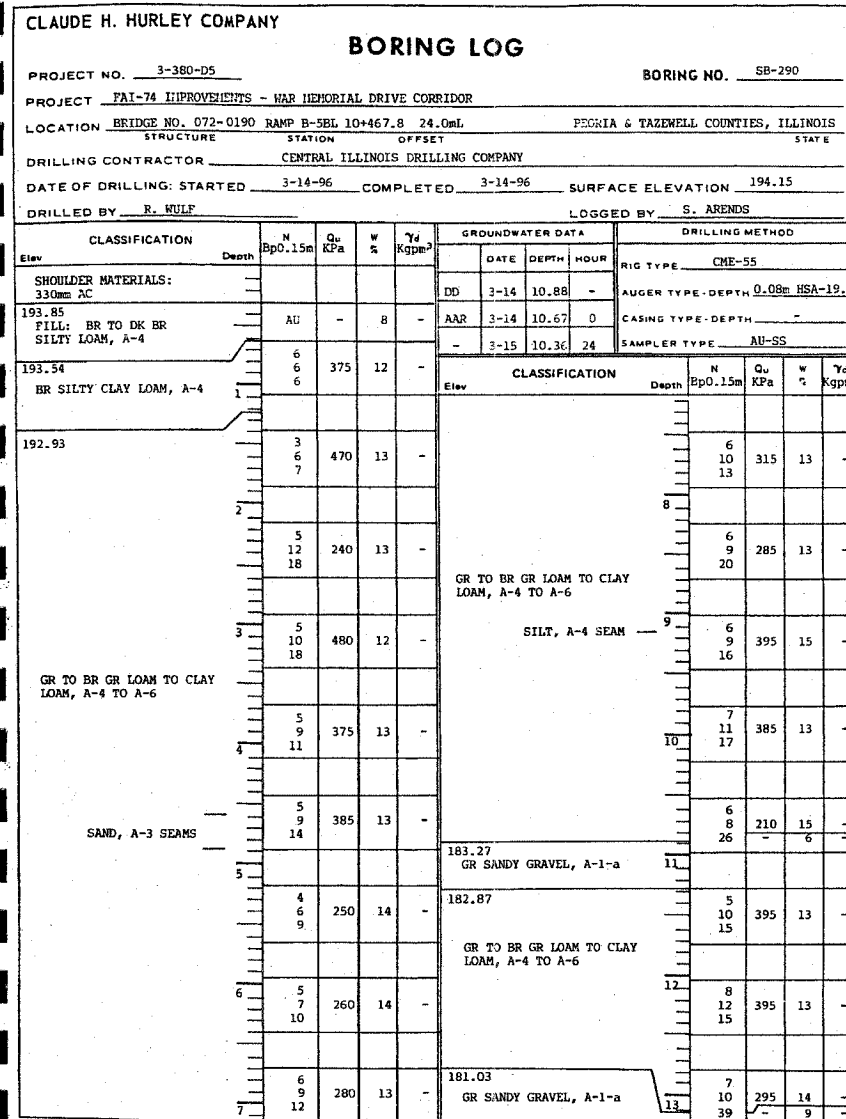 CLAUDE H. HURLEY COMPANY
BORING LOG
PROJECT NO. 3-380-D5 BORING NO. SB-290
PROJECT FAI-74 IMPROVEMENTS - WAR MEMORIAL DRIVE CORRIDOR
LOCATION BRIDGE NO. 072-0190 RAMP B-5BL 10+467.8 24.0mL PEORIA & TAZEWELL COUNTIES, ILLINOIS
STRUCTURE STATION OFFSET STATE
DRILLING CONTRACTOR CENTRAL ILLINOIS DRILLING COMPANY
DATE OF DRILLING: STARTED 3-14-96 COMPLETED 3-14-96 SURFACE ELEVATION 194.15
DRILLED BY R. WULF LOGGED BY S. ARENDS
CLASSIFICATION
Elev Depth
N Bp0.15m Qu KPa W % γd Kgpm³
SHOULDER MATERIALS:
330mm AC
193.85
FILL: BR TO DK BR
SILTY LOAM, A-4
AU - 8 -
193.54
BR SILTY CLAY LOAM, A-4
1
6
6 375 12 -
6
192.93
3
6 470 13 -
7
2
5
12 240 13 -
18
3
5
10 480 12 -
18
GR TO BR GR LOAM TO CLAY
LOAM, A-4 TO A-6
5
9 375 13 -
11
4
5
9 385 13 -
14
SAND, A-3 SEAMS
5
4
6 250 14 -
9
6
5
7 260 14 -
10
6
9 280 13 -
12
7
GROUNDWATER DATA
DATE DEPTH HOUR
DD 3-14 10.88 -
AAR 3-14 10.67 0
- 3-15 10.36 24
DRILLING METHOD
RIG TYPE CME-55
AUGER TYPE-DEPTH 0.08m HSA-19.
CASING TYPE-DEPTH -
SAMPLER TYPE AU-SS
CLASSIFICATION
Elev Depth
N Bp0.15m Qu KPa W %
6
10 315 13 -
13
8
6
9 285 13 -
20
GR TO BR GR LOAM TO CLAY
LOAM, A-4 TO A-6
9
SILT, A-4 SEAM
6
9 395 15 -
16
7
11 385 13 -
17
10
6
8 210 15 -
26 - 6 -
183.27
GR SANDY GRAVEL, A-1-a
11
182.87
5
10 395 13 -
15
GR TO BR GR LOAM TO CLAY
LOAM, A-4 TO A-6
12
8
12 395 13 -
15
181.03
GR SANDY GRAVEL, A-1-a
13
7
10 295 14 -
39 - 9 -